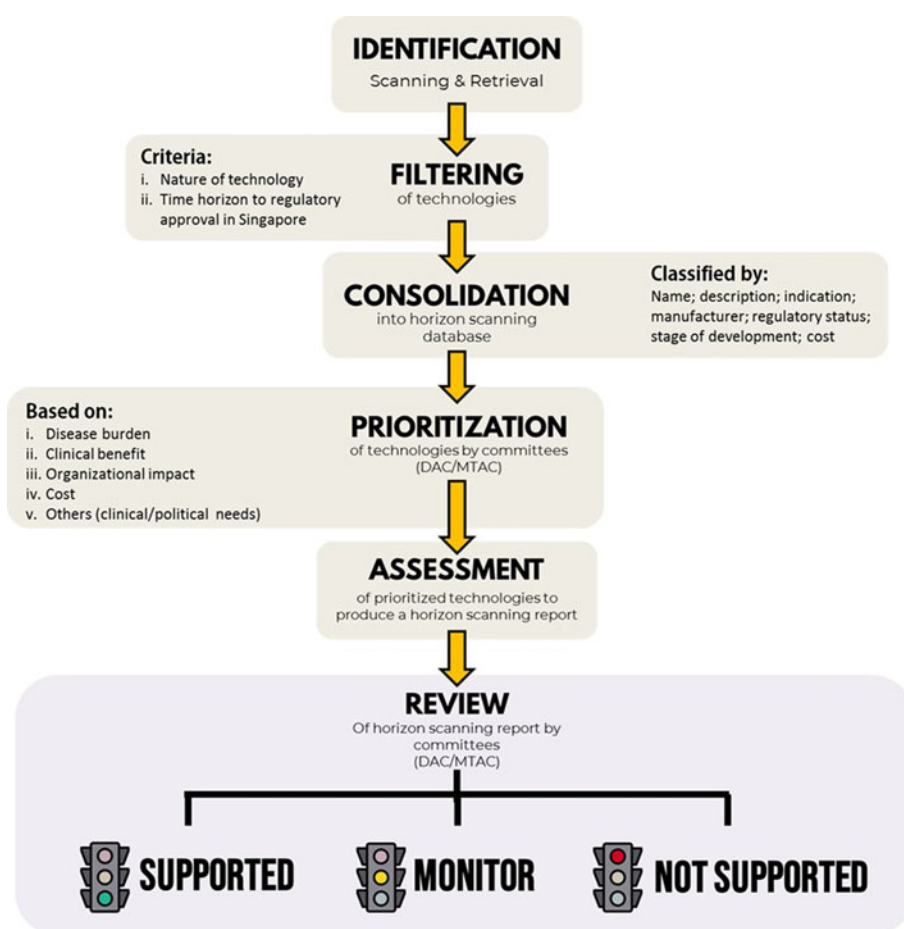 IDENTIFICATION
Scanning & Retrieval
Criteria:
i. Nature of technology
ii. Time horizon to regulatory
approval in Singapore
FILTERING
of technologies
CONSOLIDATION
into horizon scanning
database
Classified by:
Name; description; indication;
manufacturer; regulatory status;
stage of development; cost
Based on:
i. Disease burden
ii. Clinical benefit
iii. Organizational impact
iv. Cost
v. Others (clinical/political needs)
PRIORITIZATION
of technologies by committees
(DAC/MTAC)
ASSESSMENT
of prioritized technologies to
produce a horizon scanning report
REVIEW
Of horizon scanning report by
committees
(DAC/MTAC)
SUPPORTED
MONITOR
NOT SUPPORTED